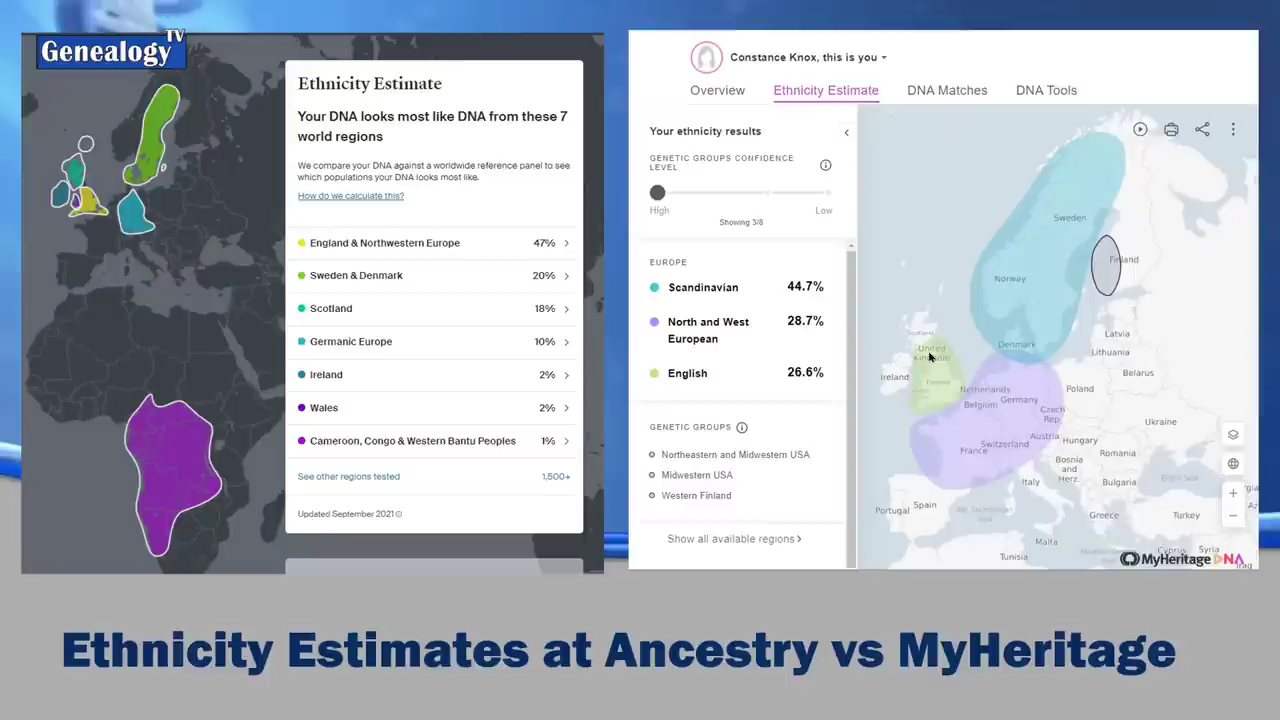 Genealogy TV
Ethnicity Estimate
Your DNA looks most like DNA from these 7
world regions
We compare your DNA against a worldwide reference panel to see
which populations your DNA looks most like.
How do we calculate this?
England & Northwestern Europe 47%
Sweden & Denmark 20%
Scotland 18%
Germanic Europe 10%
Ireland 2%
Wales 2%
Cameroon, Congo & Western Bantu Peoples 1%
See other regions tested 1,500+
Updated September 2021
Constance Knox, this is you
Overview Ethnicity Estimate DNA Matches DNA Tools
Your ethnicity results
GENETIC GROUPS CONFIDENCE
LEVEL
High Low
Showing 3/8
EUROPE
Scandinavian 44.7%
North and West
European 28.7%
English 26.6%
GENETIC GROUPS
Northeastern and Midwestern USA
Midwestern USA
Western Finland
Show all available regions
Sweden
Finland
Norway
Latvia
Scotland
Denmark
Lithuania
United
Kingdom
Belarus
Ireland
Netherlands
Poland
Belgium
Germany
Czech
Rep.
Ukraine
Austria
Hungary
Switzerland
France
Romania
Bosnia
and
Herz.
Italy
Bulgaria
Portugal
Spain
Greece
Turkey
Malta
Tunisia
Cyprus
Syria
Iraq
MyHeritage DNA
Ethnicity Estimates at Ancestry vs MyHeritage